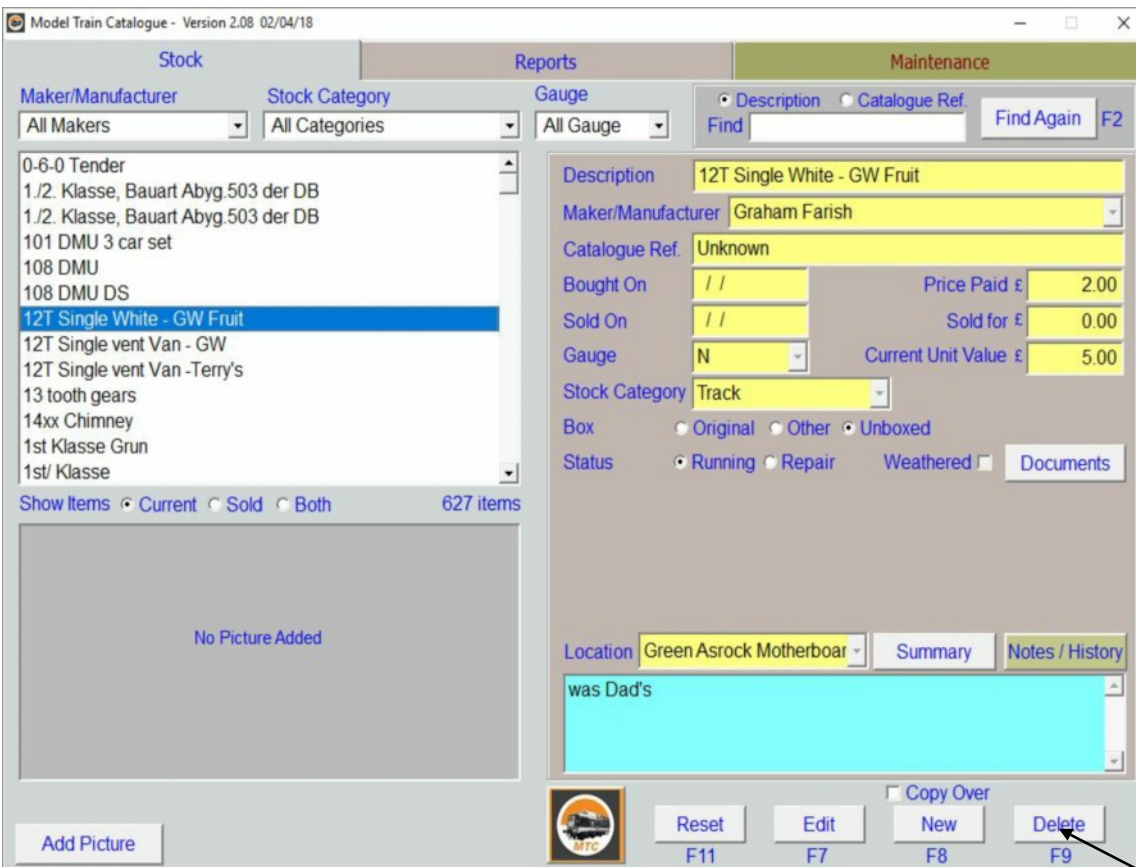 Model Train Catalogue - Version 2.08 02/04/18
Stock
Reports
Maintenance
Maker/Manufacturer
Stock Category
Gauge
All Makers
All Categories
All Gauge
Description
Catalogue Ref.
Find
Find Again
F2
0-6-0 Tender
1./2. Klasse, Bauart Abyg.503 der DB
1./2. Klasse, Bauart Abyg.503 der DB
101 DMU 3 car set
108 DMU
108 DMU DS
12T Single White - GW Fruit
12T Single vent Van - GW
12T Single vent Van -Terry's
13 tooth gears
14xx Chimney
1st Klasse Grun
1st/ Klasse
Show Items Current Sold Both 627 items
No Picture Added
Add Picture
Description 12T Single White - GW Fruit
Maker/Manufacturer Graham Farish
Catalogue Ref. Unknown
Bought On / / Price Paid £ 2.00
Sold On / / Sold for £ 0.00
Gauge N Current Unit Value £ 5.00
Stock Category Track
Box Original Other Unboxed
Status Running Repair Weathered Documents
Location Green Asrock Motherboar Summary Notes / History
was Dad's
Copy Over
MTC
Reset Edit New Delete
F11 F7 F8 F9